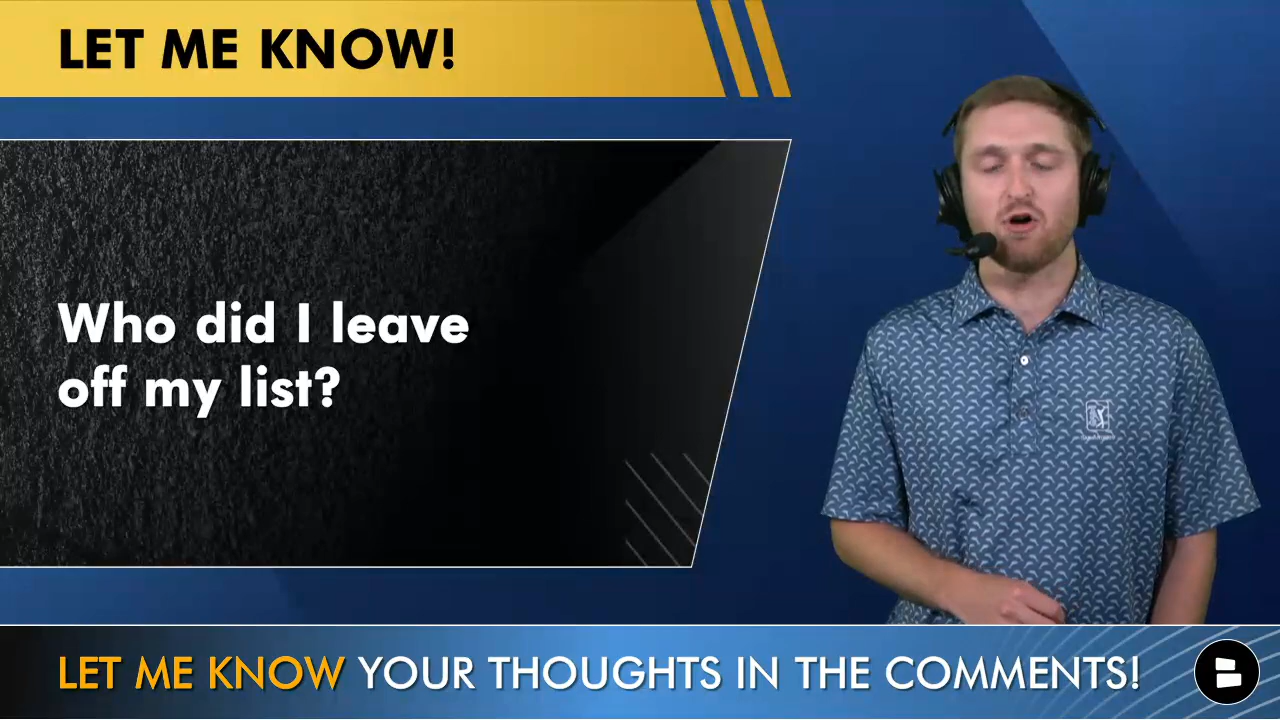 LET ME KNOW!
Who did I leave
off my list?
LET ME KNOW YOUR THOUGHTS IN THE COMMENTS!